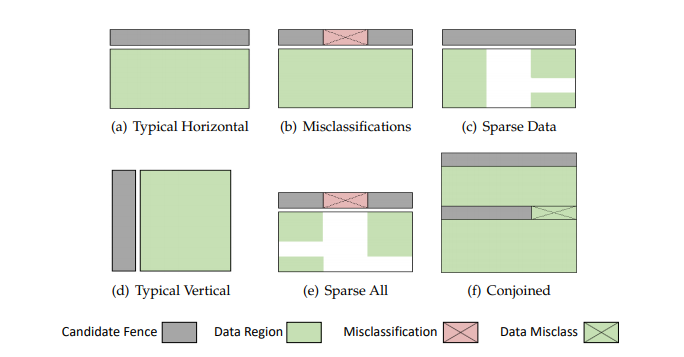 (a) Typical Horizontal
(b) Misclassifications
(c) Sparse Data
(d) Typical Vertical
(e) Sparse All
(f) Conjoined
Candidate Fence
Data Region
Misclassification
Data Misclass